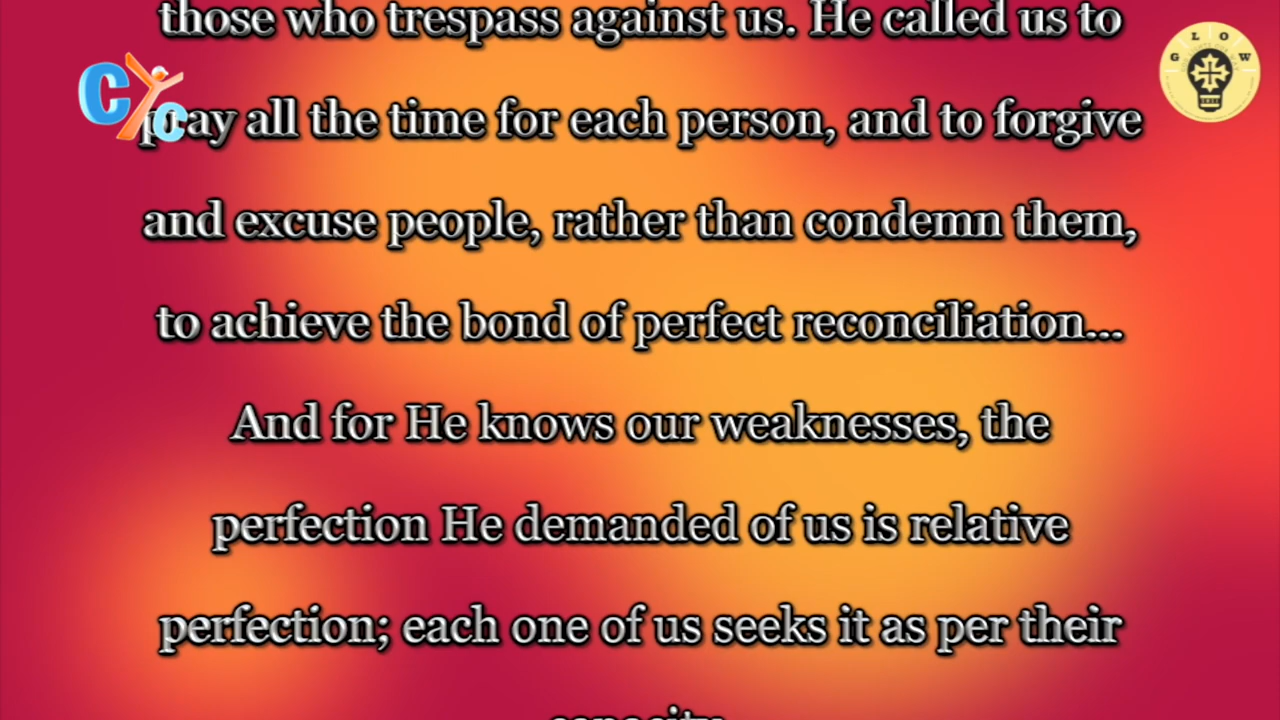 those who trespass against us. He called us to
pray all the time for each person, and to forgive
and excuse people, rather than condemn them,
to achieve the bond of perfect reconciliation...
And for He knows our weaknesses, the
perfection He demanded of us is relative
perfection; each one of us seeks it as per their
CYC
G L O W